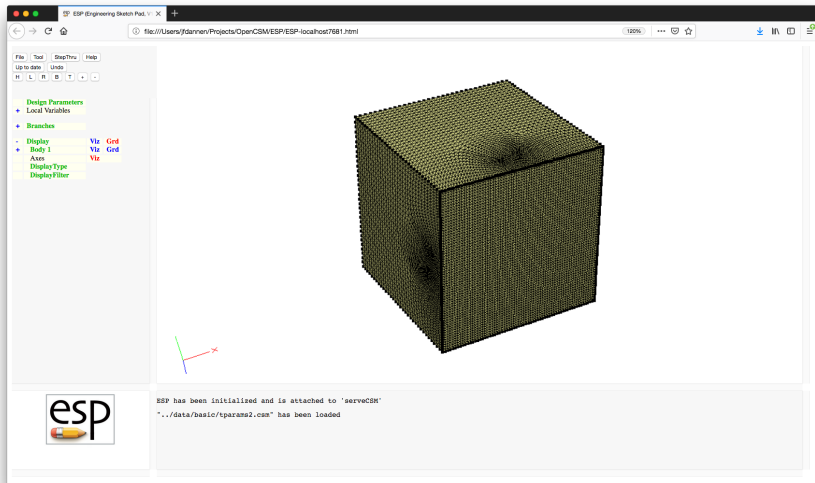 ESP (Engineering Sketch Pad, V
file:///Users/jfdannen/Projects/OpenCSM/ESP/ESP-localhost7681.html
120%
File Tool StepThru Help
Up to date Undo
H L R B T + -
Design Parameters
+ Local Variables
+ Branches
- Display Viz Grd
+ Body 1 Viz Grd
Axes Viz
DisplayType
DisplayFilter
X
esp
ESP has been initialized and is attached to 'serveCSM'
"../data/basic/tparams2.csm" has been loaded